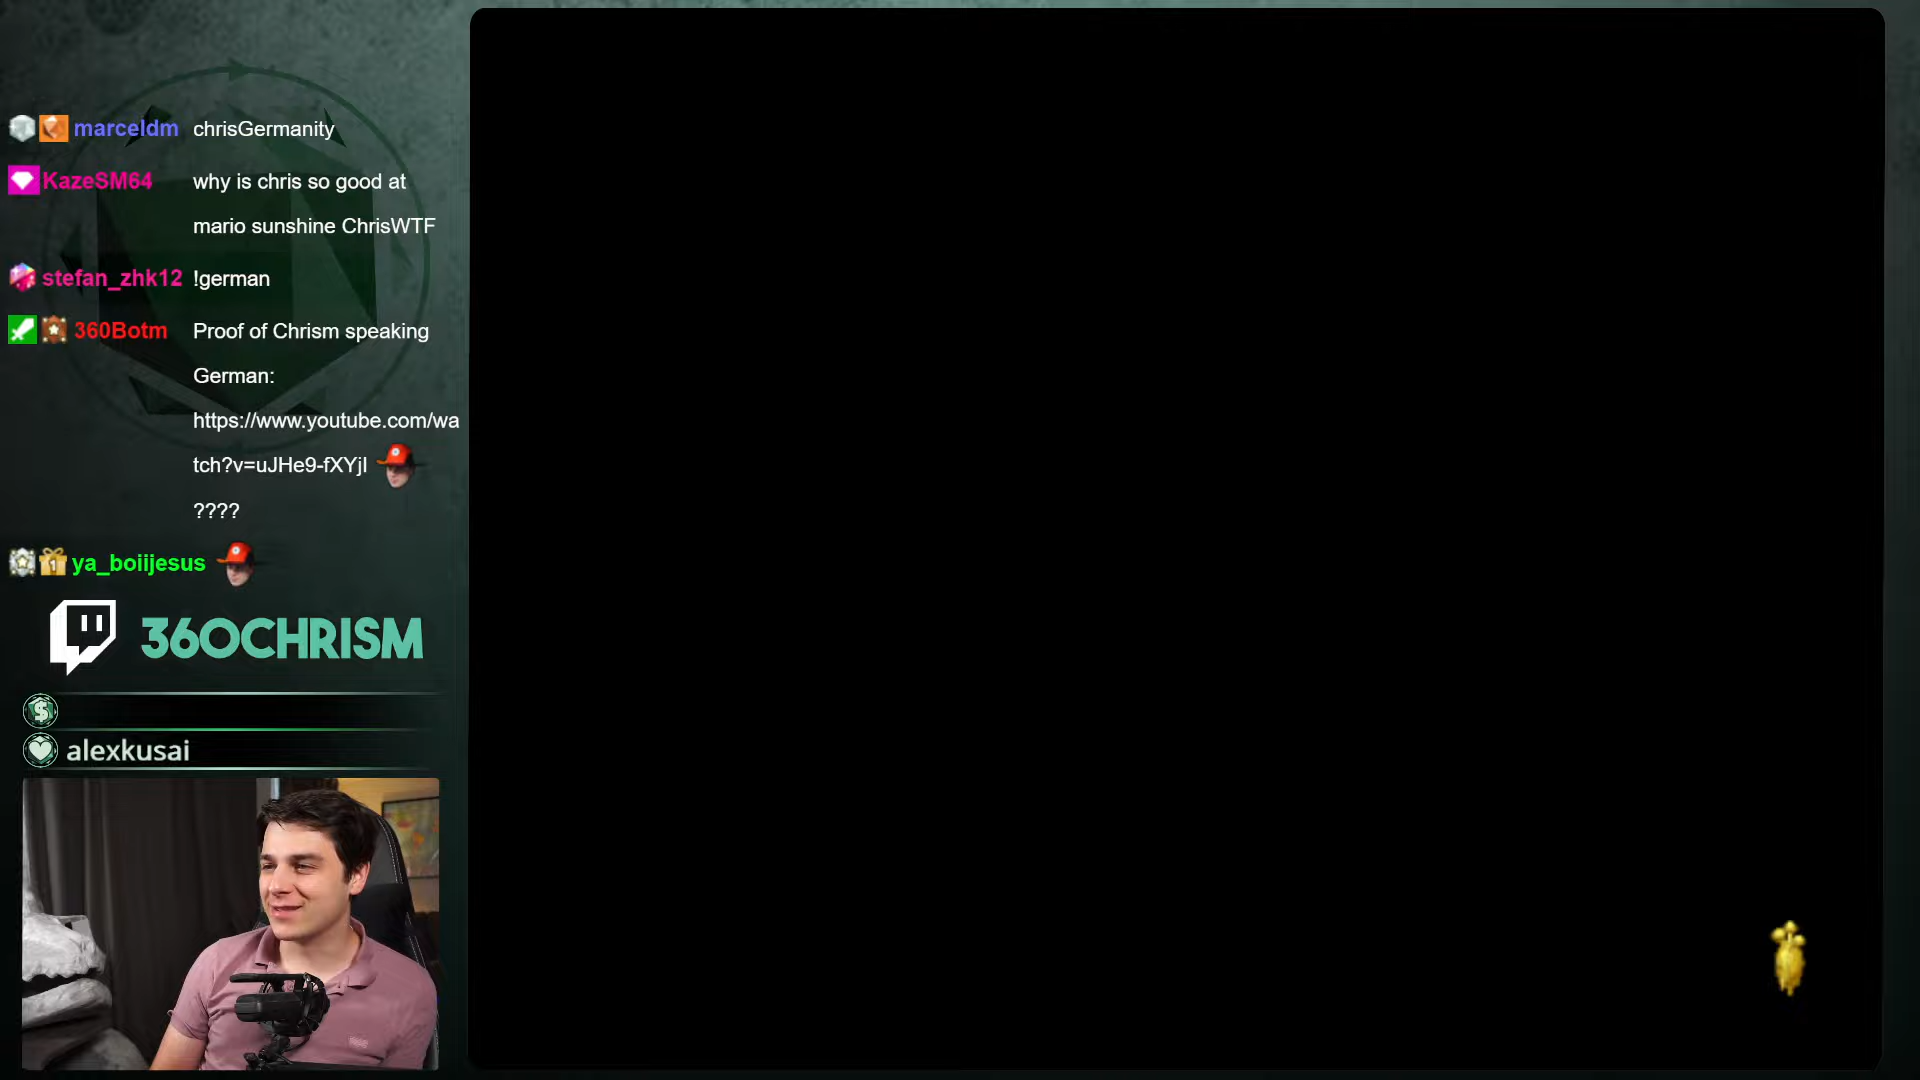 marceldm chrisGermanity
KazeSM64 why is chris so good at
mario sunshine ChrisWTF
stefan_zhk12 !german
360Botm Proof of Chrism speaking
German:
https://www.youtube.com/wa
tch?v=uJHe9-fXYjI
????
ya_boiijesus
360CHRISM
$
alexkusai